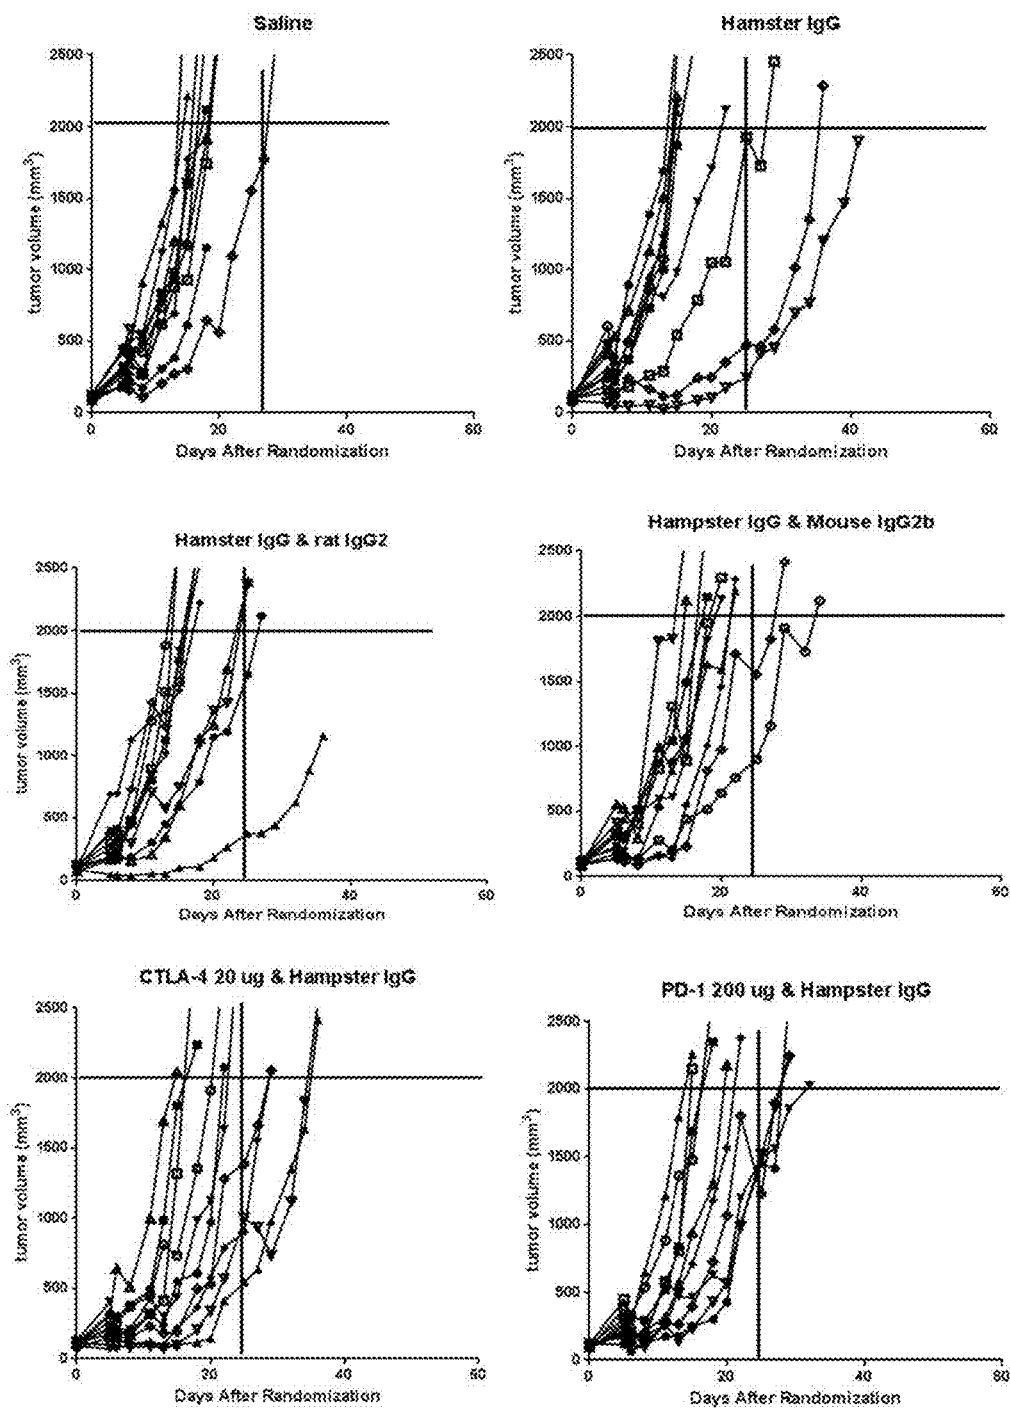 Saline
Hamster IgG
2500
2000
1500
1000
500
0
tumor volume (mm3)
0 20 40 60
Days After Randomization
2500
2000
1500
1000
500
0
tumor volume (mm3)
0 20 40 60
Days After Randomization
Hamster IgG & rat IgG2
Hampster IgG & Mouse IgG2b
2500
2000
1500
1000
500
0
tumor volume (mm3)
0 20 40 60
Days After Randomization
2500
2000
1500
1000
500
0
tumor volume (mm3)
0 20 40 60
Days After Randomization
CTLA-4 20 ug & Hampster IgG
PD-1 200 ug & Hampster IgG
2500
2000
1500
1000
500
0
tumor volume (mm3)
0 20 40 60
Days After Randomization
2500
2000
1500
1000
500
0
tumor volume (mm3)
0 20 40 60
Days After Randomization